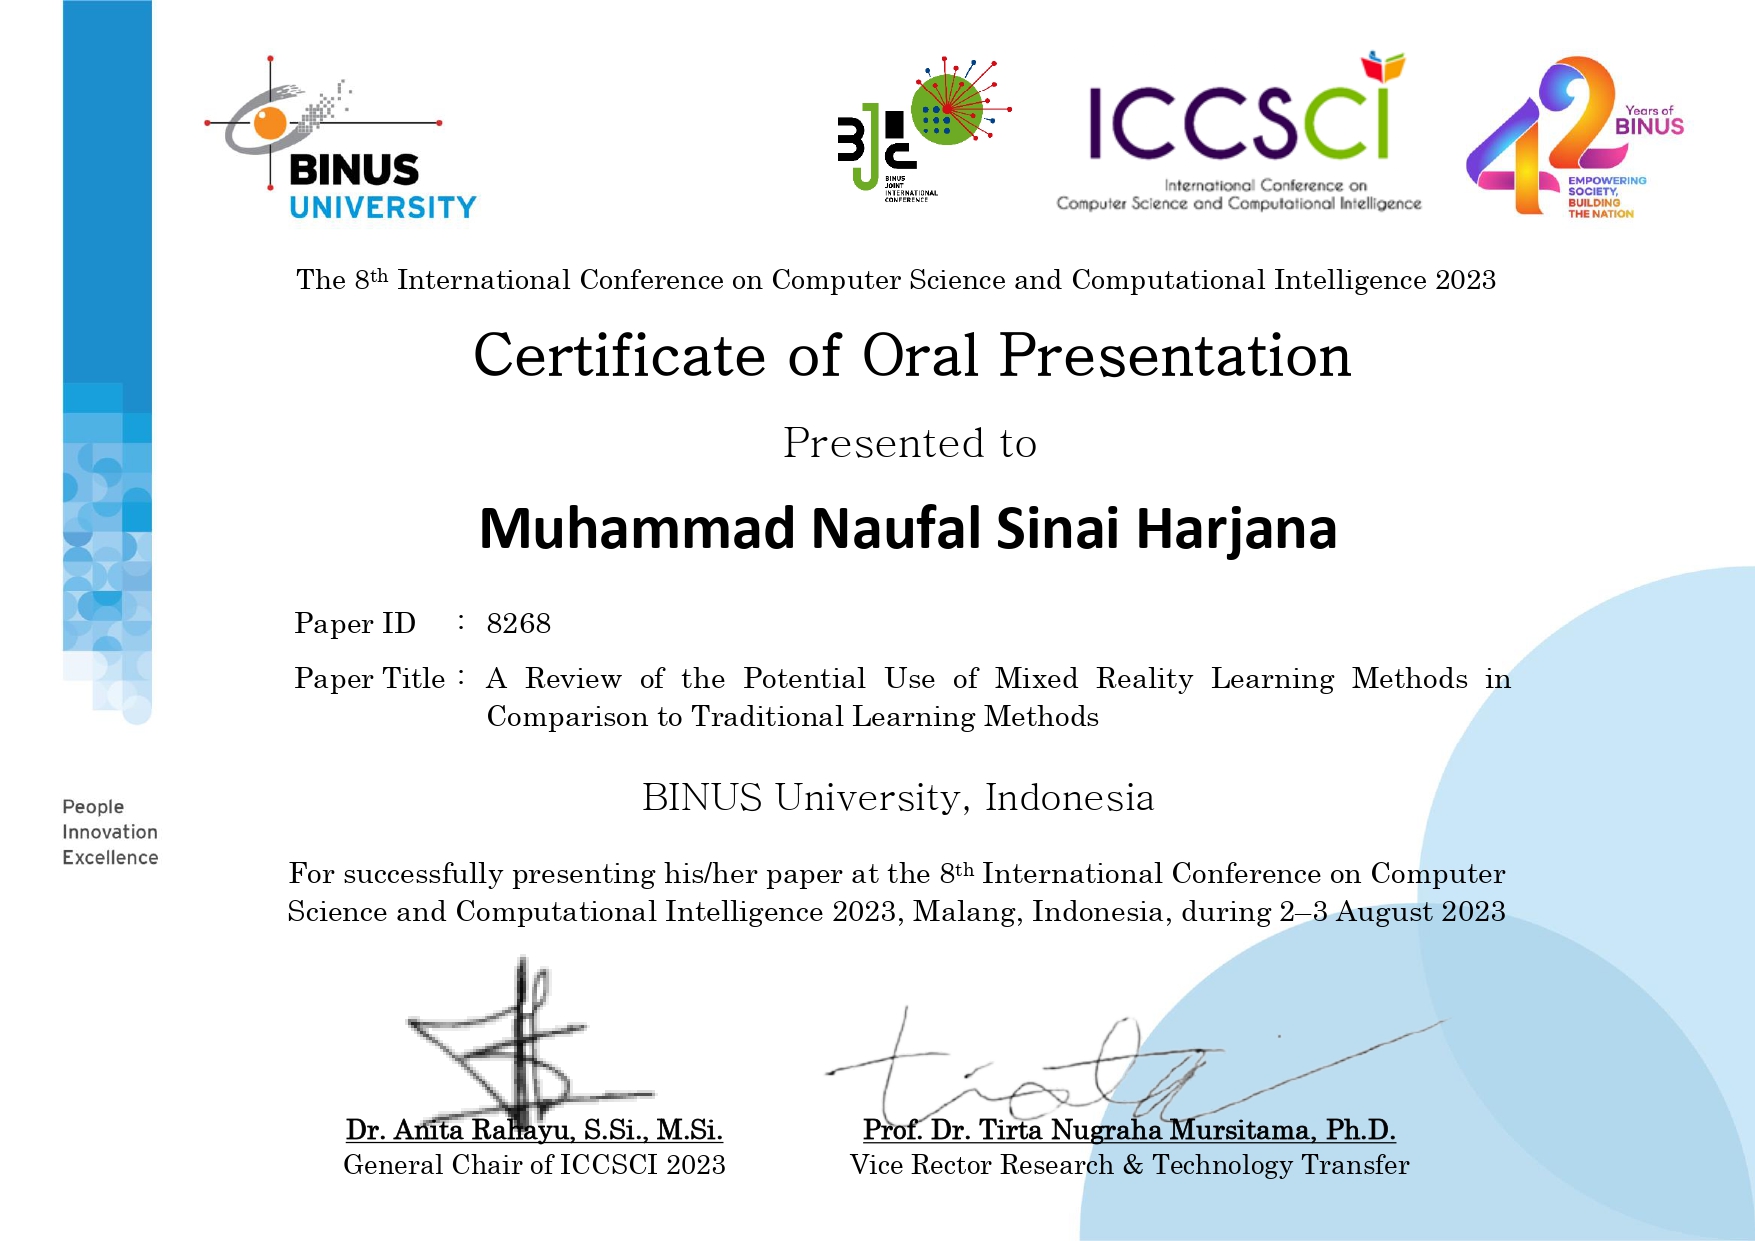 BINUS
UNIVERSITY
BJIC
BINUS
JOINT
INTERNATIONAL
CONFERENCE
ICCSCI
International Conference on
Computer Science and Computational Intelligence
42
Years of
BINUS
EMPOWERING
SOCIETY,
BUILDING
THE NATION
The 8th International Conference on Computer Science and Computational Intelligence 2023
Certificate of Oral Presentation
Presented to
Muhammad Naufal Sinai Harjana
Paper ID : 8268
Paper Title : A Review of the Potential Use of Mixed Reality Learning Methods in
Comparison to Traditional Learning Methods
BINUS University, Indonesia
People
Innovation
Excellence
For successfully presenting his/her paper at the 8th International Conference on Computer
Science and Computational Intelligence 2023, Malang, Indonesia, during 2–3 August 2023
Dr. Anita Rahayu, S.Si., M.Si.
General Chair of ICCSCI 2023
Prof. Dr. Tirta Nugraha Mursitama, Ph.D.
Vice Rector Research & Technology Transfer